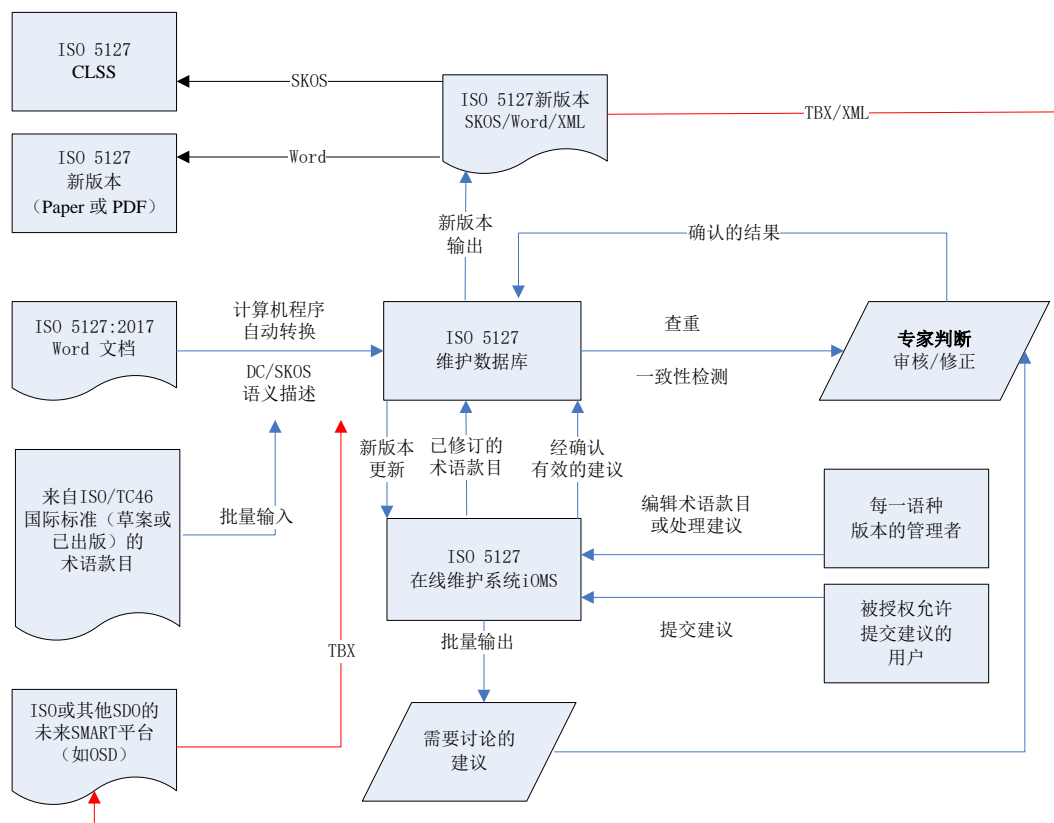 ISO 5127
CLSS
SKOS
ISO 5127新版本
SKOS/Word/XML
TBX/XML
ISO 5127
新版本
（Paper 或 PDF）
Word
新版本
输出
确认的结果
ISO 5127:2017
Word 文档
计算机程序
自动转换
DC/SKOS
语义描述
ISO 5127
维护数据库
查重
一致性检测
专家判断
审核/修正
新版本
更新
已修订的
术语款目
经确认
有效的建议
来自ISO/TC46
国际标准（草案或
已出版）的
术语款目
批量输入
编辑术语款目
或处理建议
每一语种
版本的管理者
ISO 5127
在线维护系统iOMS
提交建议
被授权允许
提交建议的
用户
批量输出
TBX
ISO或其他SDO的
未来SMART平台
（如OSD）
需要讨论的
建议